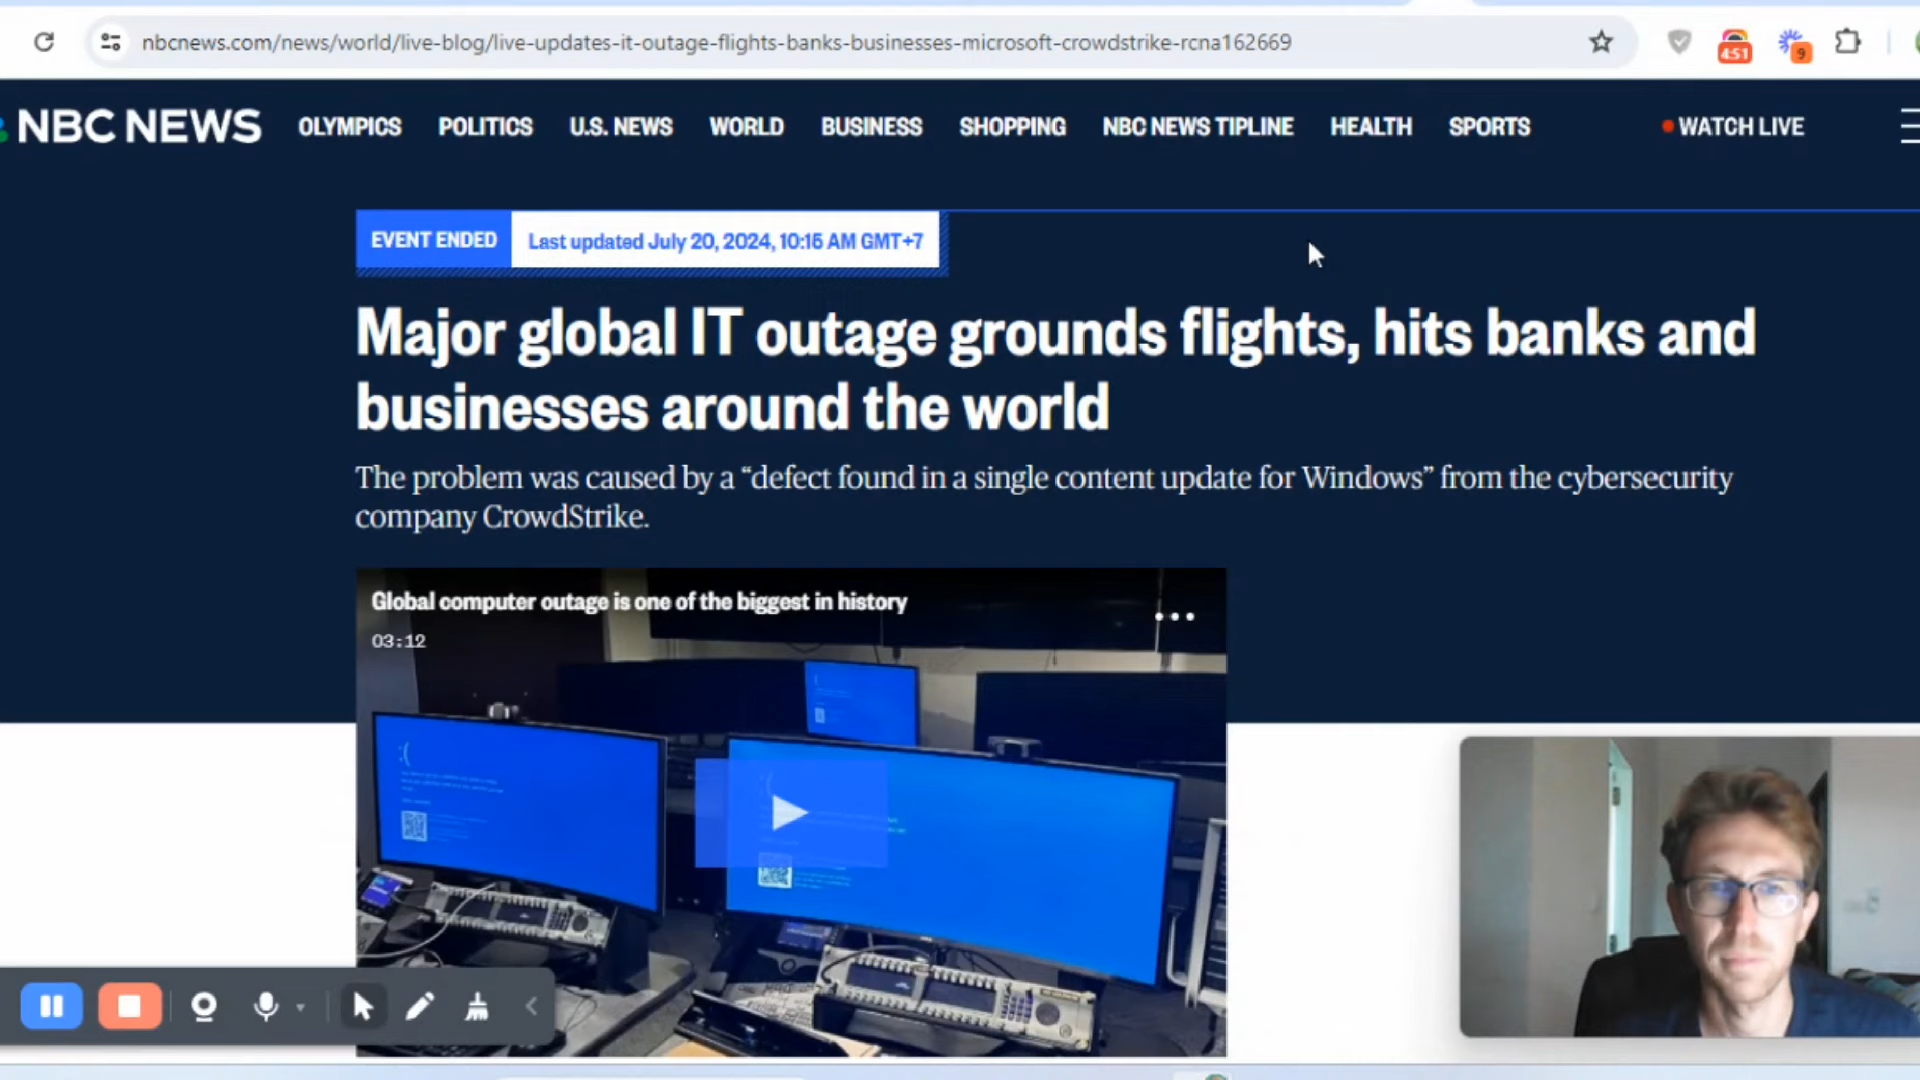 nbcnews.com/news/world/live-blog/live-updates-it-outage-flights-banks-businesses-microsoft-crowdstrike-rcna162669
4:51
9
NBC NEWS
OLYMPICS
POLITICS
U.S. NEWS
WORLD
BUSINESS
SHOPPING
NBC NEWS TIPLINE
HEALTH
SPORTS
WATCH LIVE
EVENT ENDED
Last updated July 20, 2024, 10:15 AM GMT+7
Major global IT outage grounds flights, hits banks and
businesses around the world
The problem was caused by a “defect found in a single content update for Windows” from the cybersecurity
company CrowdStrike.
Global computer outage is one of the biggest in history
03:12
:(